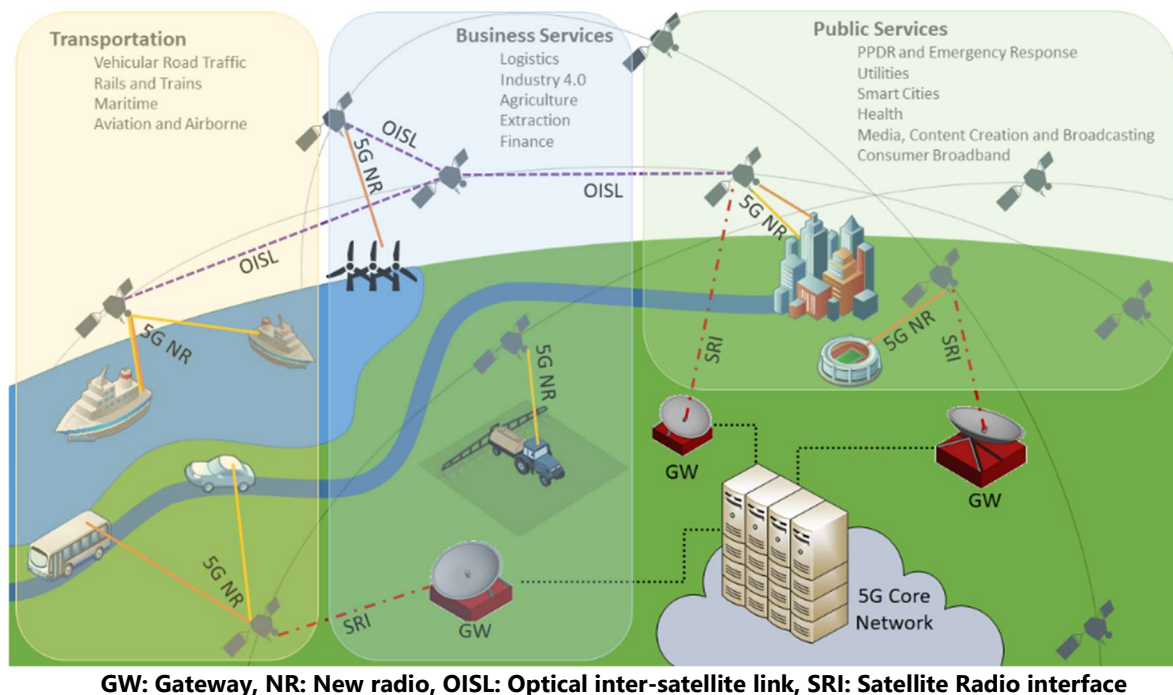 Transportation
Vehicular Road Traffic
Rails and Trains
Maritime
Aviation and Airborne
Business Services
Logistics
Industry 4.0
Agriculture
Extraction
Finance
Public Services
PPDR and Emergency Response
Utilities
Smart Cities
Health
Media, Content Creation and Broadcasting
Consumer Broadband
OISL
5G NR
OISL
5G NR
OISL
5G NR
5G NR
SRI
5G NR
SRI
5G NR
SRI
GW
GW
GW
5G Core
Network
GW: Gateway, NR: New radio, OISL: Optical inter-satellite link, SRI: Satellite Radio interface